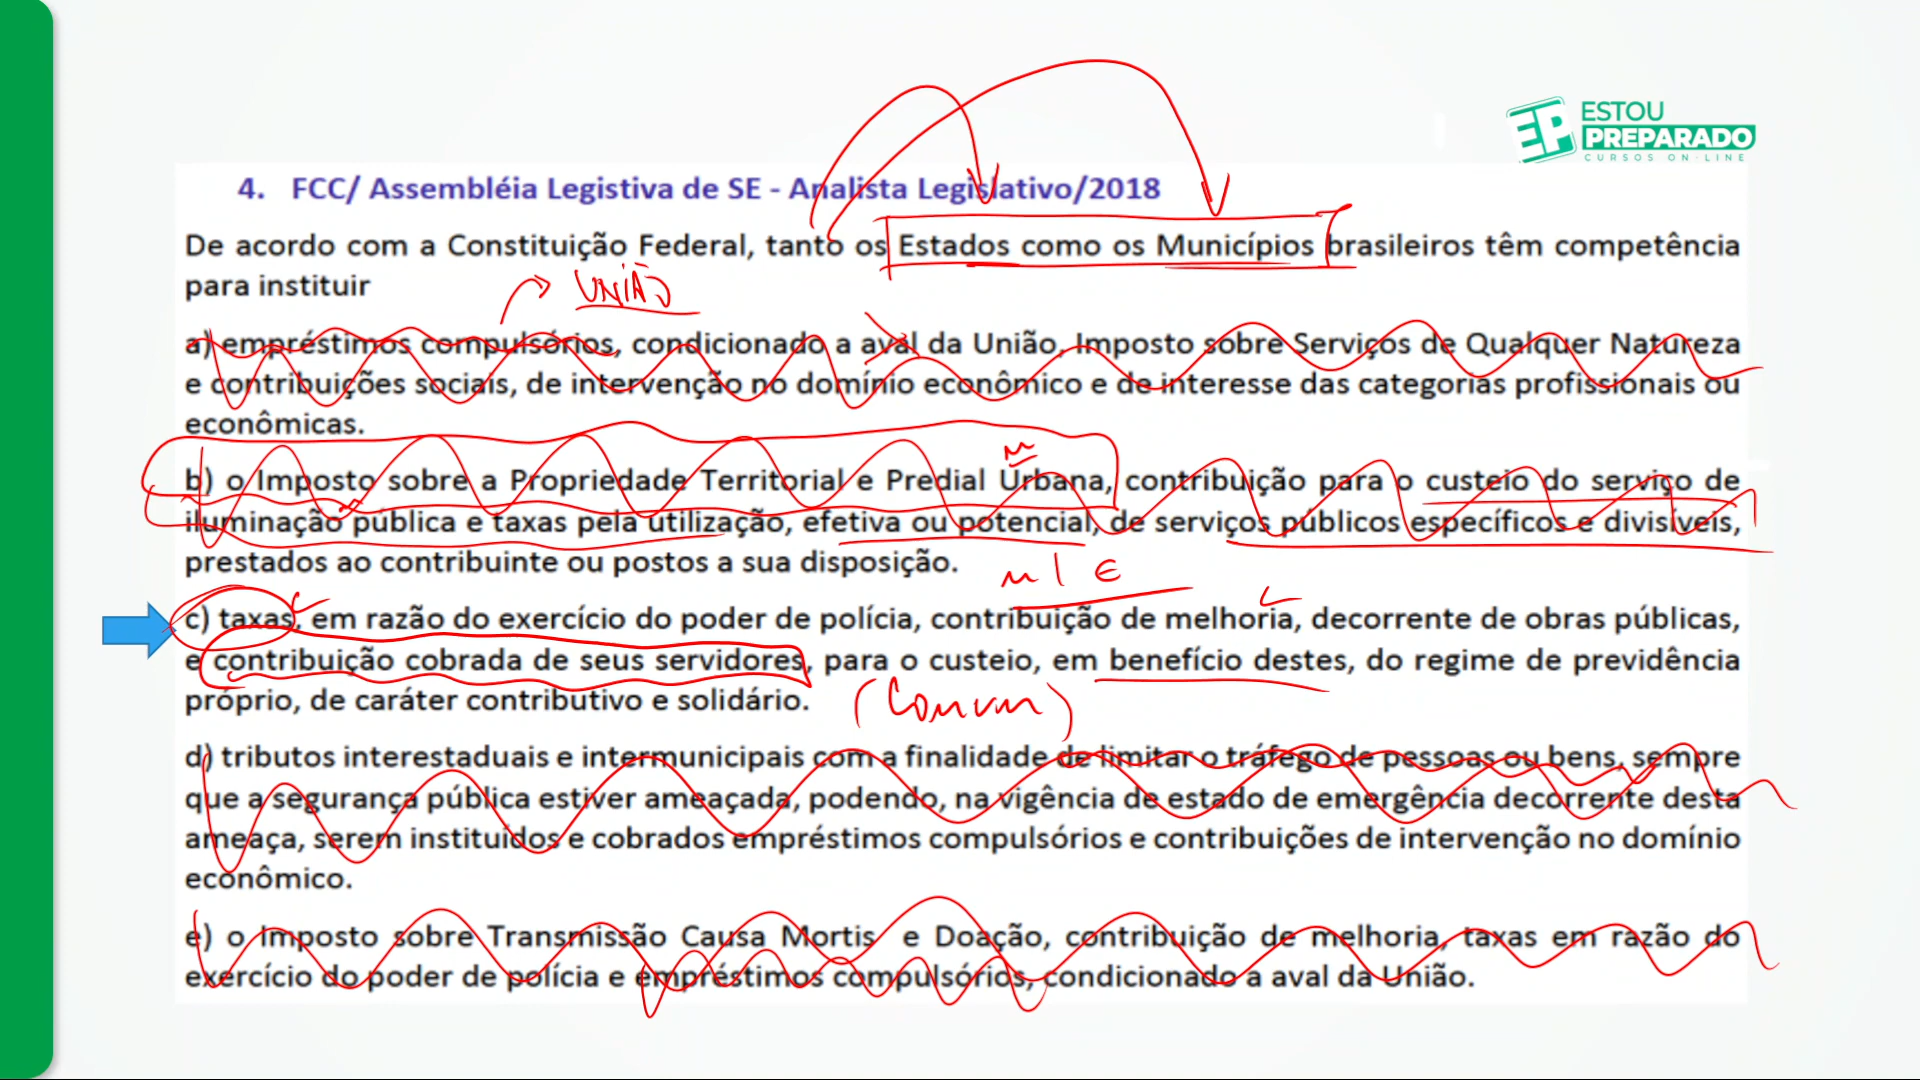 ESTOU
EP PREPARADO
CURSOS ON-LINE
4. FCC/ Assembléia Legistiva de SE - Analista Legislativo/2018
De acordo com a Constituição Federal, tanto os Estados como os Municípios brasileiros têm competência
para instituir
UNIÃO
a) empréstimos compulsórios, condicionado a aval da União, Imposto sobre Serviços de Qualquer Natureza
e contribuições sociais, de intervenção no domínio econômico e de interesse das categorias profissionais ou
econômicas.
M
b) o Imposto sobre a Propriedade Territorial e Predial Urbana, contribuição para o custeio do serviço de
iluminação pública e taxas pela utilização, efetiva ou potencial, de serviços públicos específicos e divisíveis,
prestados ao contribuinte ou postos a sua disposição.
M | E
c) taxas, em razão do exercício do poder de polícia, contribuição de melhoria, decorrente de obras públicas,
e contribuição cobrada de seus servidores, para o custeio, em benefício destes, do regime de previdência
próprio, de caráter contributivo e solidário.
(Comum)
d) tributos interestaduais e intermunicipais com a finalidade de limitar o tráfego de pessoas ou bens, sempre
que a segurança pública estiver ameaçada, podendo, na vigência de estado de emergência decorrente desta
ameaça, serem instituídos e cobrados empréstimos compulsórios e contribuições de intervenção no domínio
econômico.
e) o Imposto sobre Transmissão Causa Mortis e Doação, contribuição de melhoria, taxas em razão do
exercício do poder de polícia e empréstimos compulsórios, condicionado a aval da União.